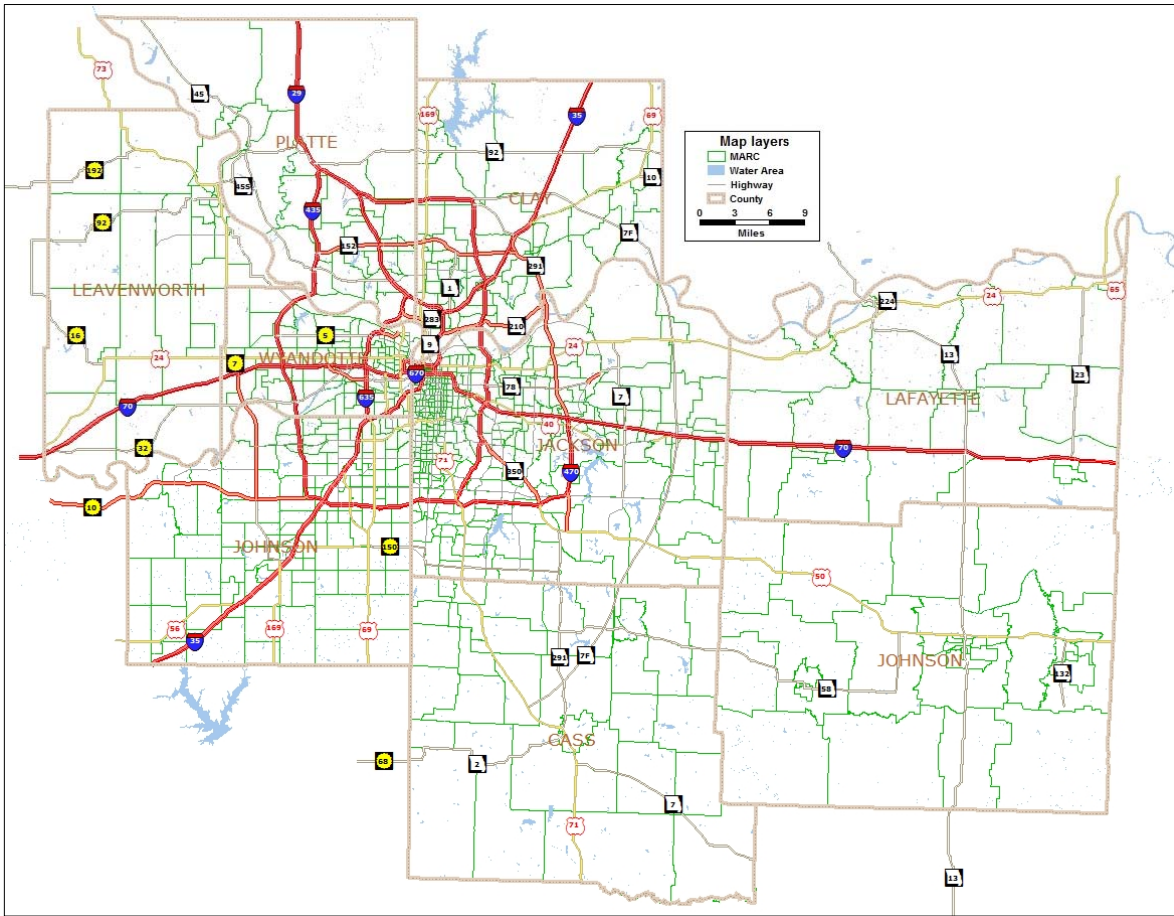 73
45
29
169
35
69
PLATTE
Map layers
MARC
Water Area
Highway
County
0 3 6 9
Miles
92
192
10
45S
CLAY
435
92
7F
152
291
LEAVENWORTH
1
65
24
224
283
210
16
5
9
24
13
24
WYANDOTTE
7
670
78
23
635
7
LAFAYETTE
70
40
JACKSON
32
71
350
470
70
10
JOHNSON
150
50
56
35
169
69
291
7F
JOHNSON
58
132
CASS
68
2
7
71
13